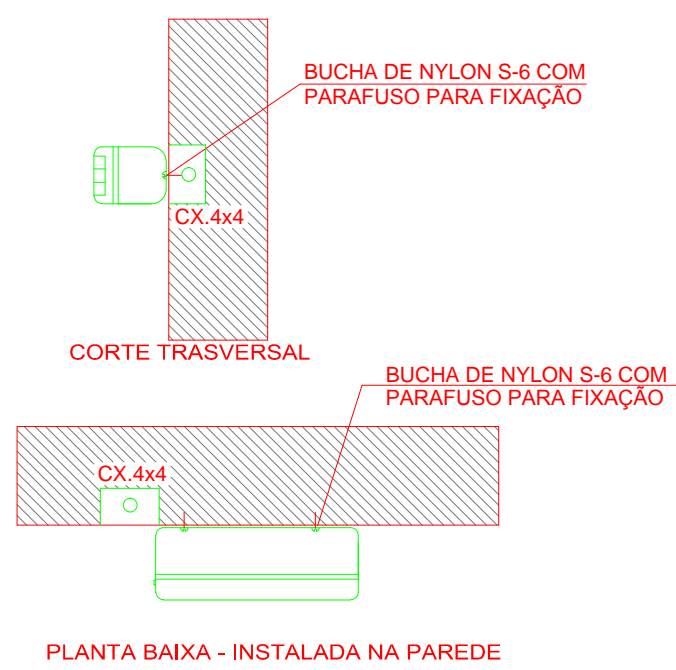 BUCHA DE NYLON S-6 COM
PARAFUSO PARA FIXAÇÃO
CX.4x4
CORTE TRASVERSAL
BUCHA DE NYLON S-6 COM
PARAFUSO PARA FIXAÇÃO
CX.4x4
PLANTA BAIXA - INSTALADA NA PAREDE